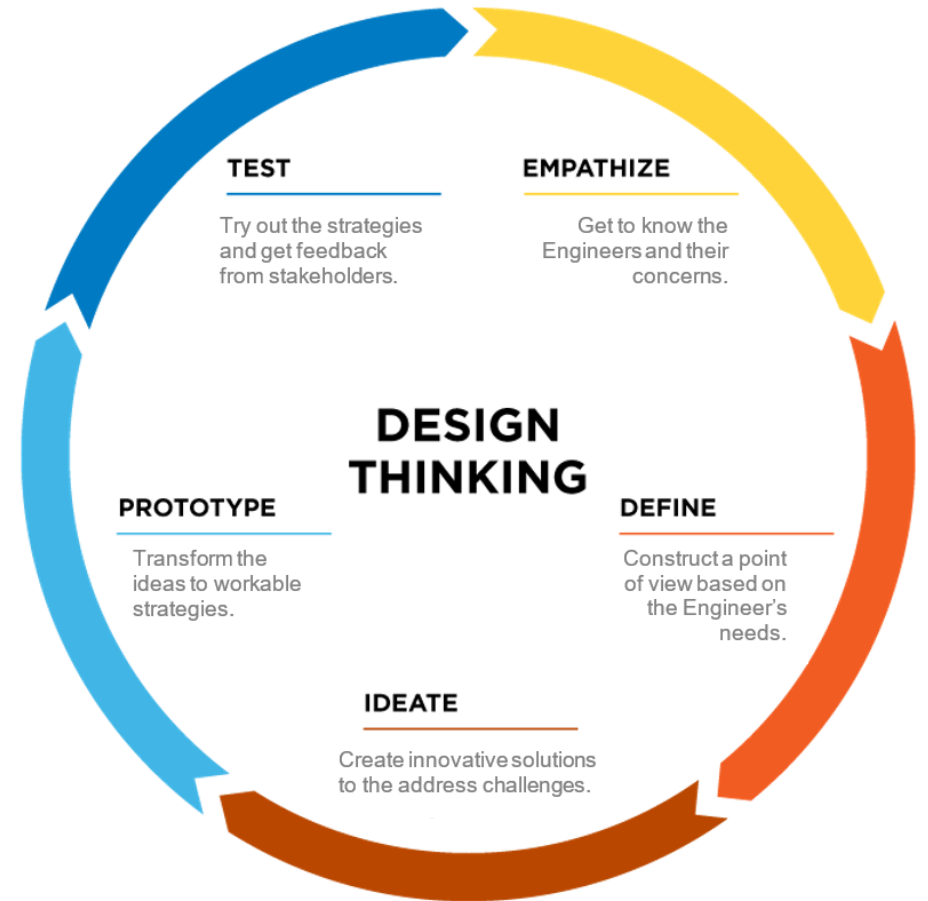 TEST
Try out the strategies
and get feedback
from stakeholders.
EMPATHIZE
Get to know the
Engineers and their
concerns.
DESIGN
THINKING
PROTOTYPE
Transform the
ideas to workable
strategies.
DEFINE
Construct a point
of view based on
the Engineer's
needs.
IDEATE
Create innovative solutions
to the address challenges.